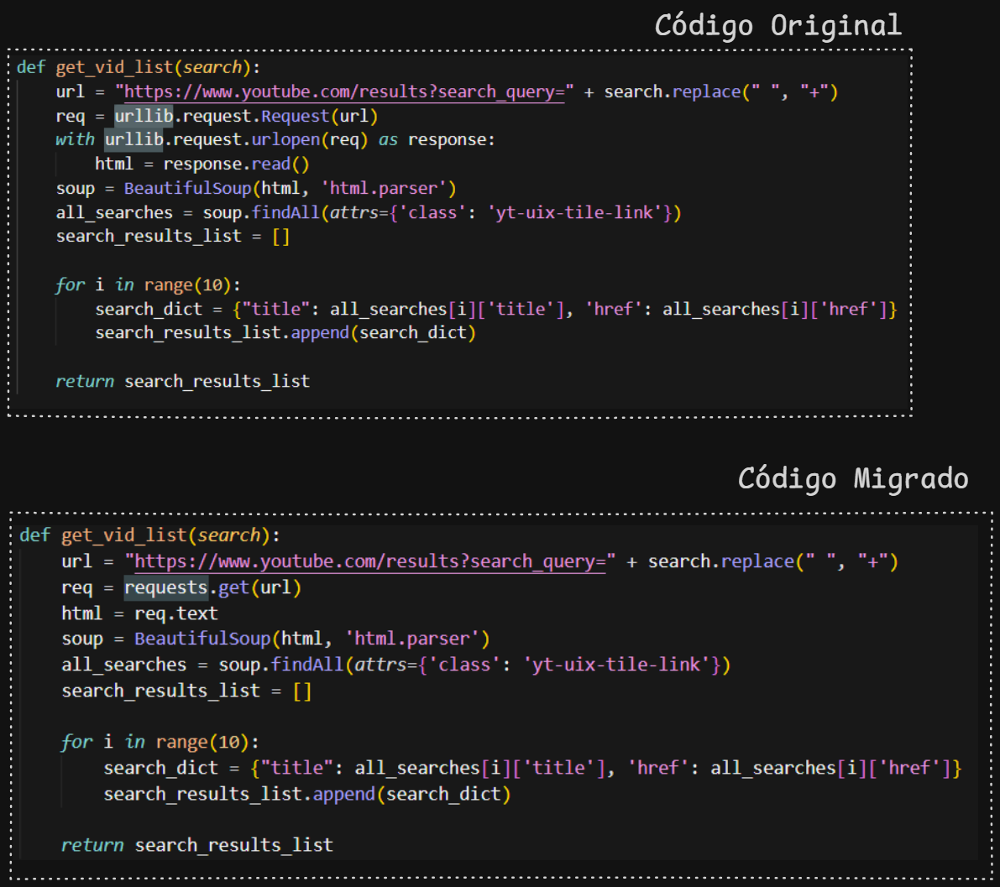 Código Original
def get_vid_list(search):
    url = "https://www.youtube.com/results?search_query=" + search.replace(" ", "+")
    req = urllib.request.Request(url)
    with urllib.request.urlopen(req) as response:
        html = response.read()
    soup = BeautifulSoup(html, 'html.parser')
    all_searches = soup.findAll(attrs={'class': 'yt-uix-tile-link'})
    search_results_list = []
    for i in range(10):
        search_dict = {"title": all_searches[i]['title'], 'href': all_searches[i]['href']}
        search_results_list.append(search_dict)
    return search_results_list
Código Migrado
def get_vid_list(search):
    url = "https://www.youtube.com/results?search_query=" + search.replace(" ", "+")
    req = requests.get(url)
    html = req.text
    soup = BeautifulSoup(html, 'html.parser')
    all_searches = soup.findAll(attrs={'class': 'yt-uix-tile-link'})
    search_results_list = []
    for i in range(10):
        search_dict = {"title": all_searches[i]['title'], 'href': all_searches[i]['href']}
        search_results_list.append(search_dict)
    return search_results_list